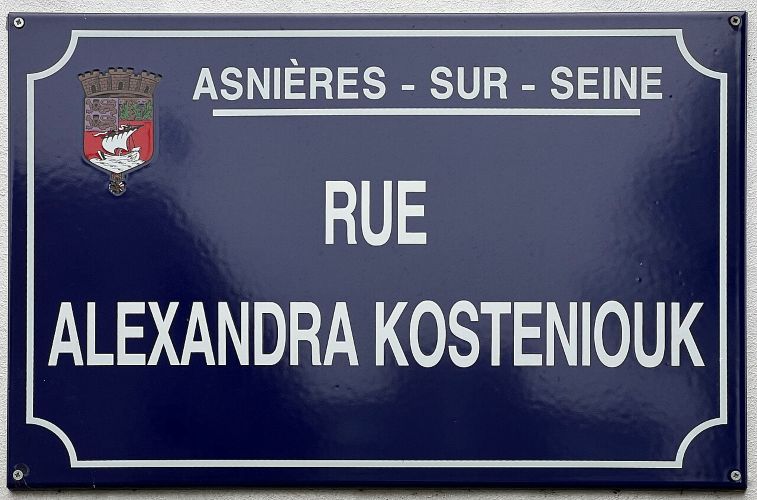 ASNIÈRES - SUR - SEINE
RUE
ALEXANDRA KOSTENIOUK